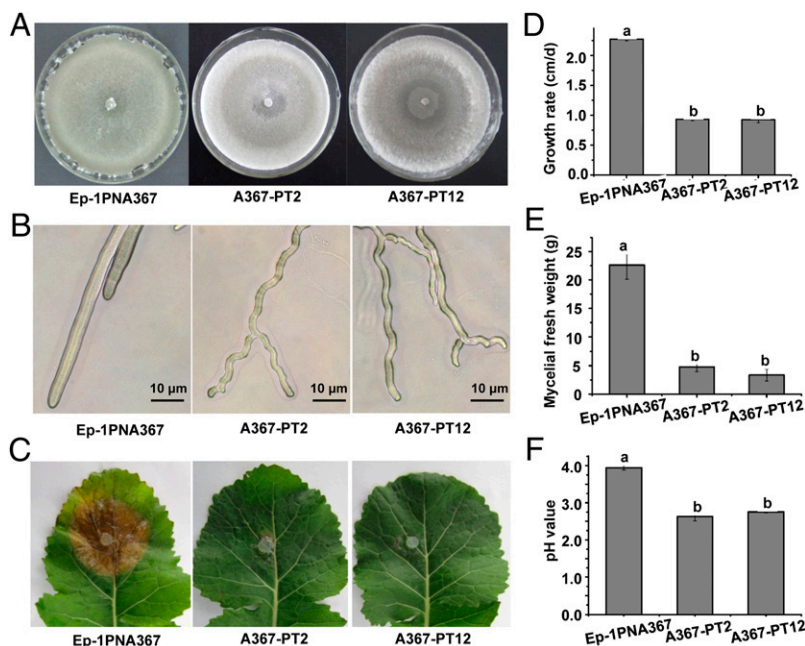 A
Ep-1PNA367 A367-PT2 A367-PT12
B
10 µm 10 µm 10 µm
Ep-1PNA367 A367-PT2 A367-PT12
C
Ep-1PNA367 A367-PT2 A367-PT12
D
Growth rate (cm/d)
2.0
1.5
1.0
0.5
0.0
a
b
b
Ep-1PNA367 A367-PT2 A367-PT12
E
Mycelial fresh weight (g)
25
20
15
10
5
0
a
b
b
Ep-1PNA367 A367-PT2 A367-PT12
F
pH value
4.0
3.0
2.0
1.0
0.0
a
b
b
Ep-1PNA367 A367-PT2 A367-PT12